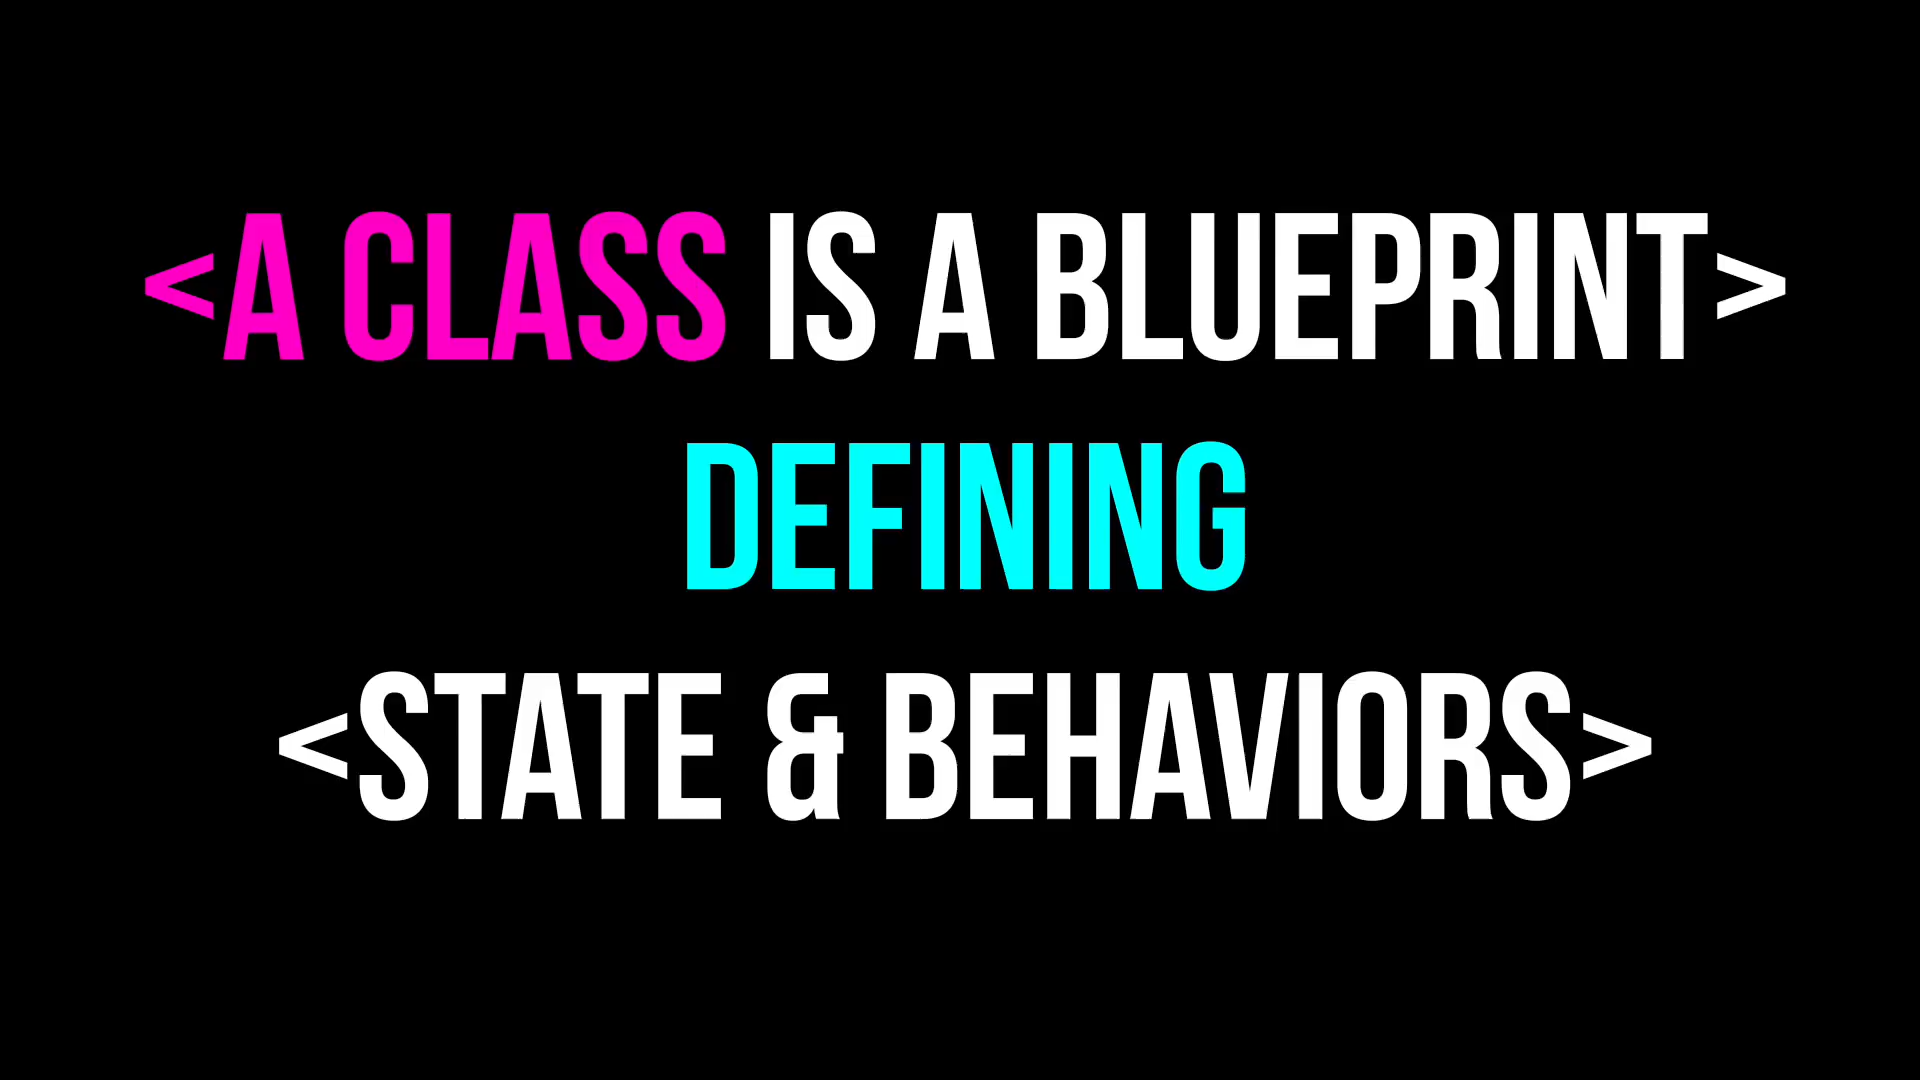 <A CLASS IS A BLUEPRINT>
DEFINING
<STATE & BEHAVIORS>